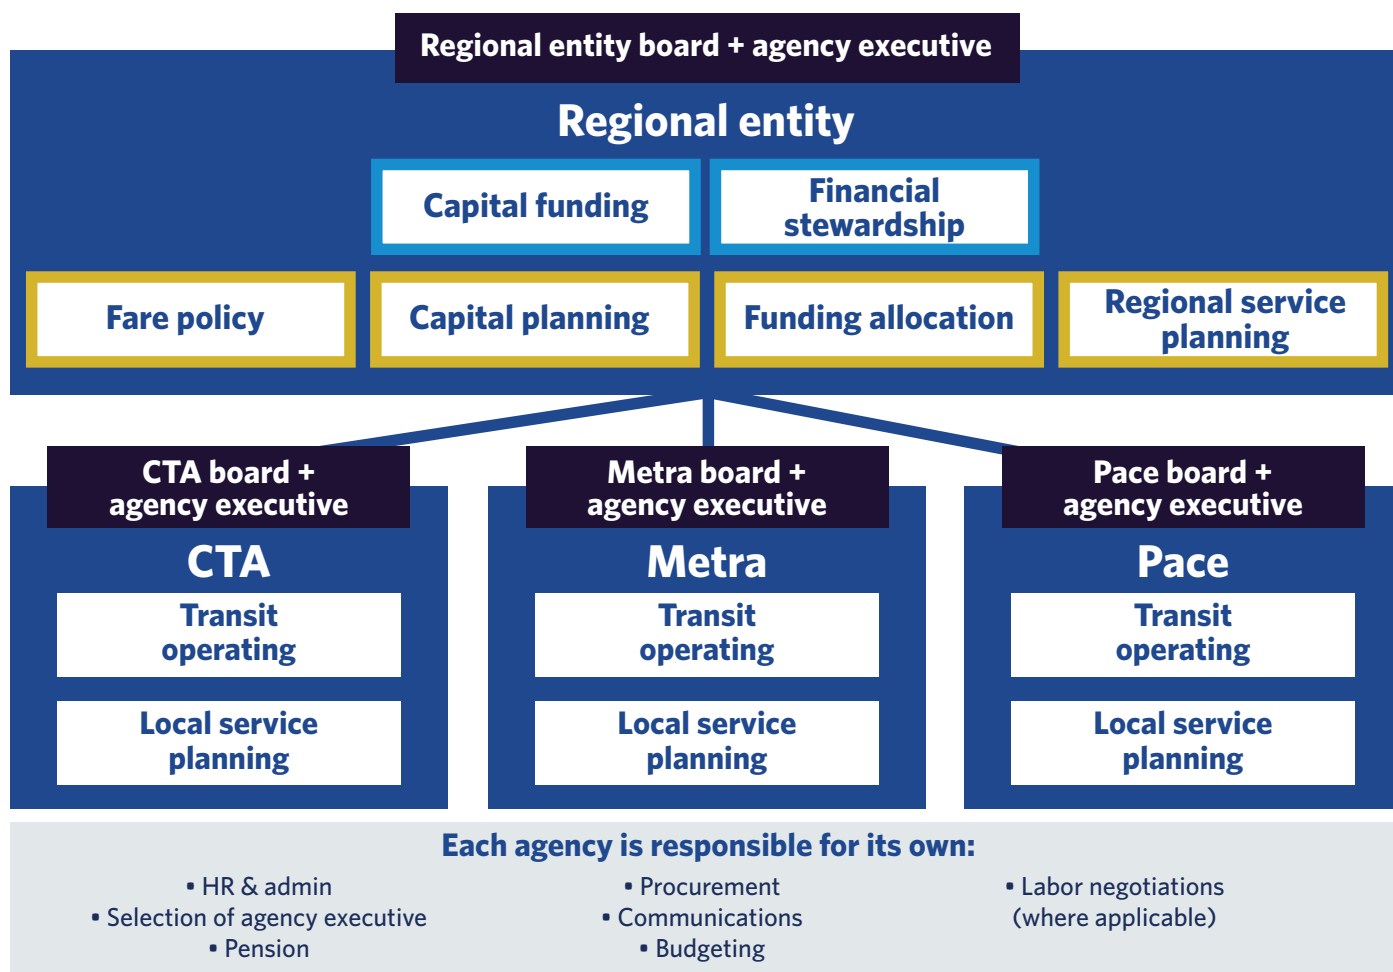 Regional entity board + agency executive
Regional entity
Capital funding
Financial
stewardship
Fare policy
Capital planning
Funding allocation
Regional service
planning
CTA board +
agency executive
CTA
Transit
operating
Local service
planning
Metra board +
agency executive
Metra
Transit
operating
Local service
planning
Pace board +
agency executive
Pace
Transit
operating
Local service
planning
Each agency is responsible for its own:
▪ HR & admin
▪ Selection of agency executive
▪ Pension
▪ Procurement
▪ Communications
▪ Budgeting
▪ Labor negotiations
(where applicable)